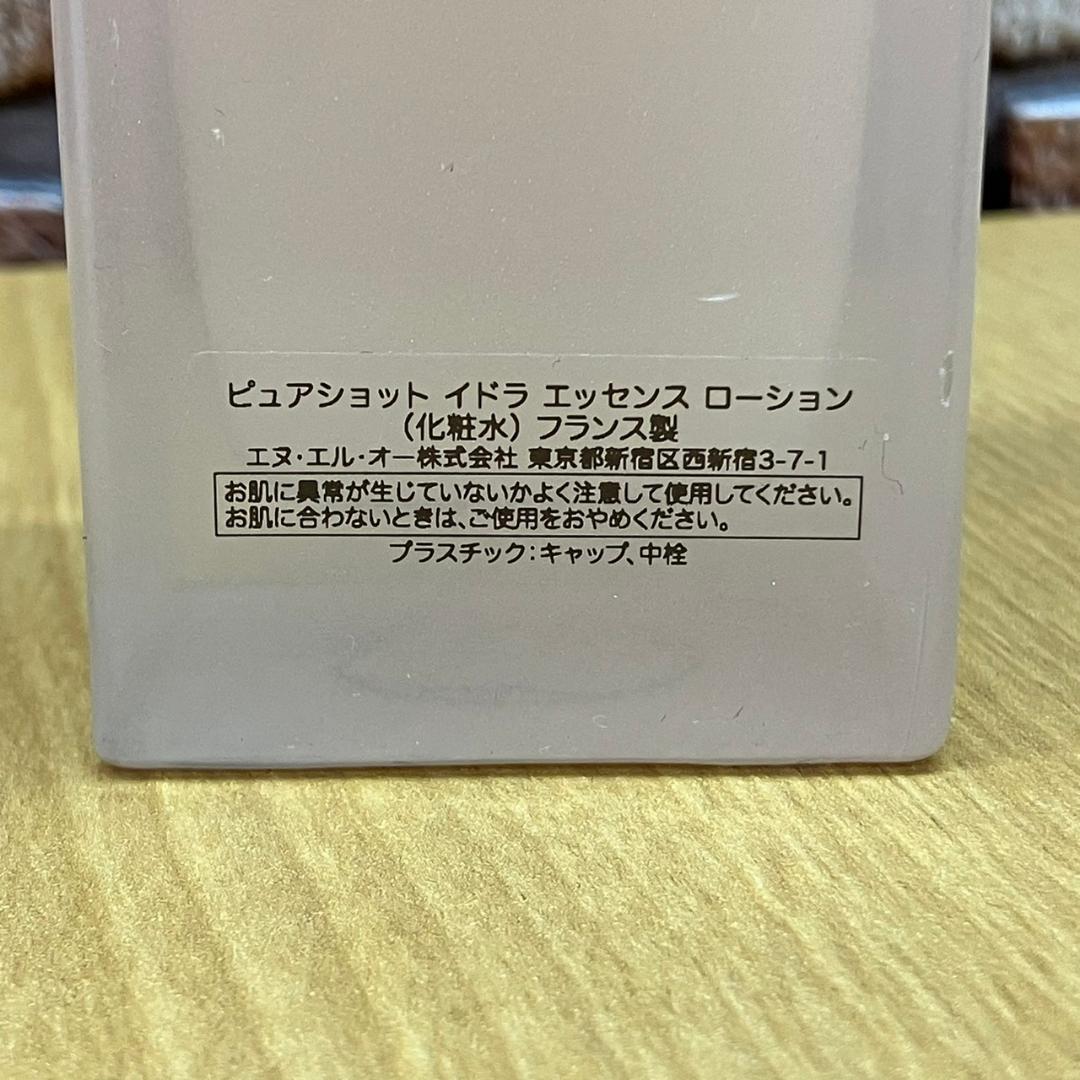 ピュアショット イドラ エッセンス ローション
(化粧水) フランス製
エヌ・エル・オー株式会社 東京都新宿区西新宿3-7-1
お肌に異常が生じていないかよく注意して使用してください。
お肌に合わないときは、ご使用をおやめください。
プラスチック:キャップ、中栓